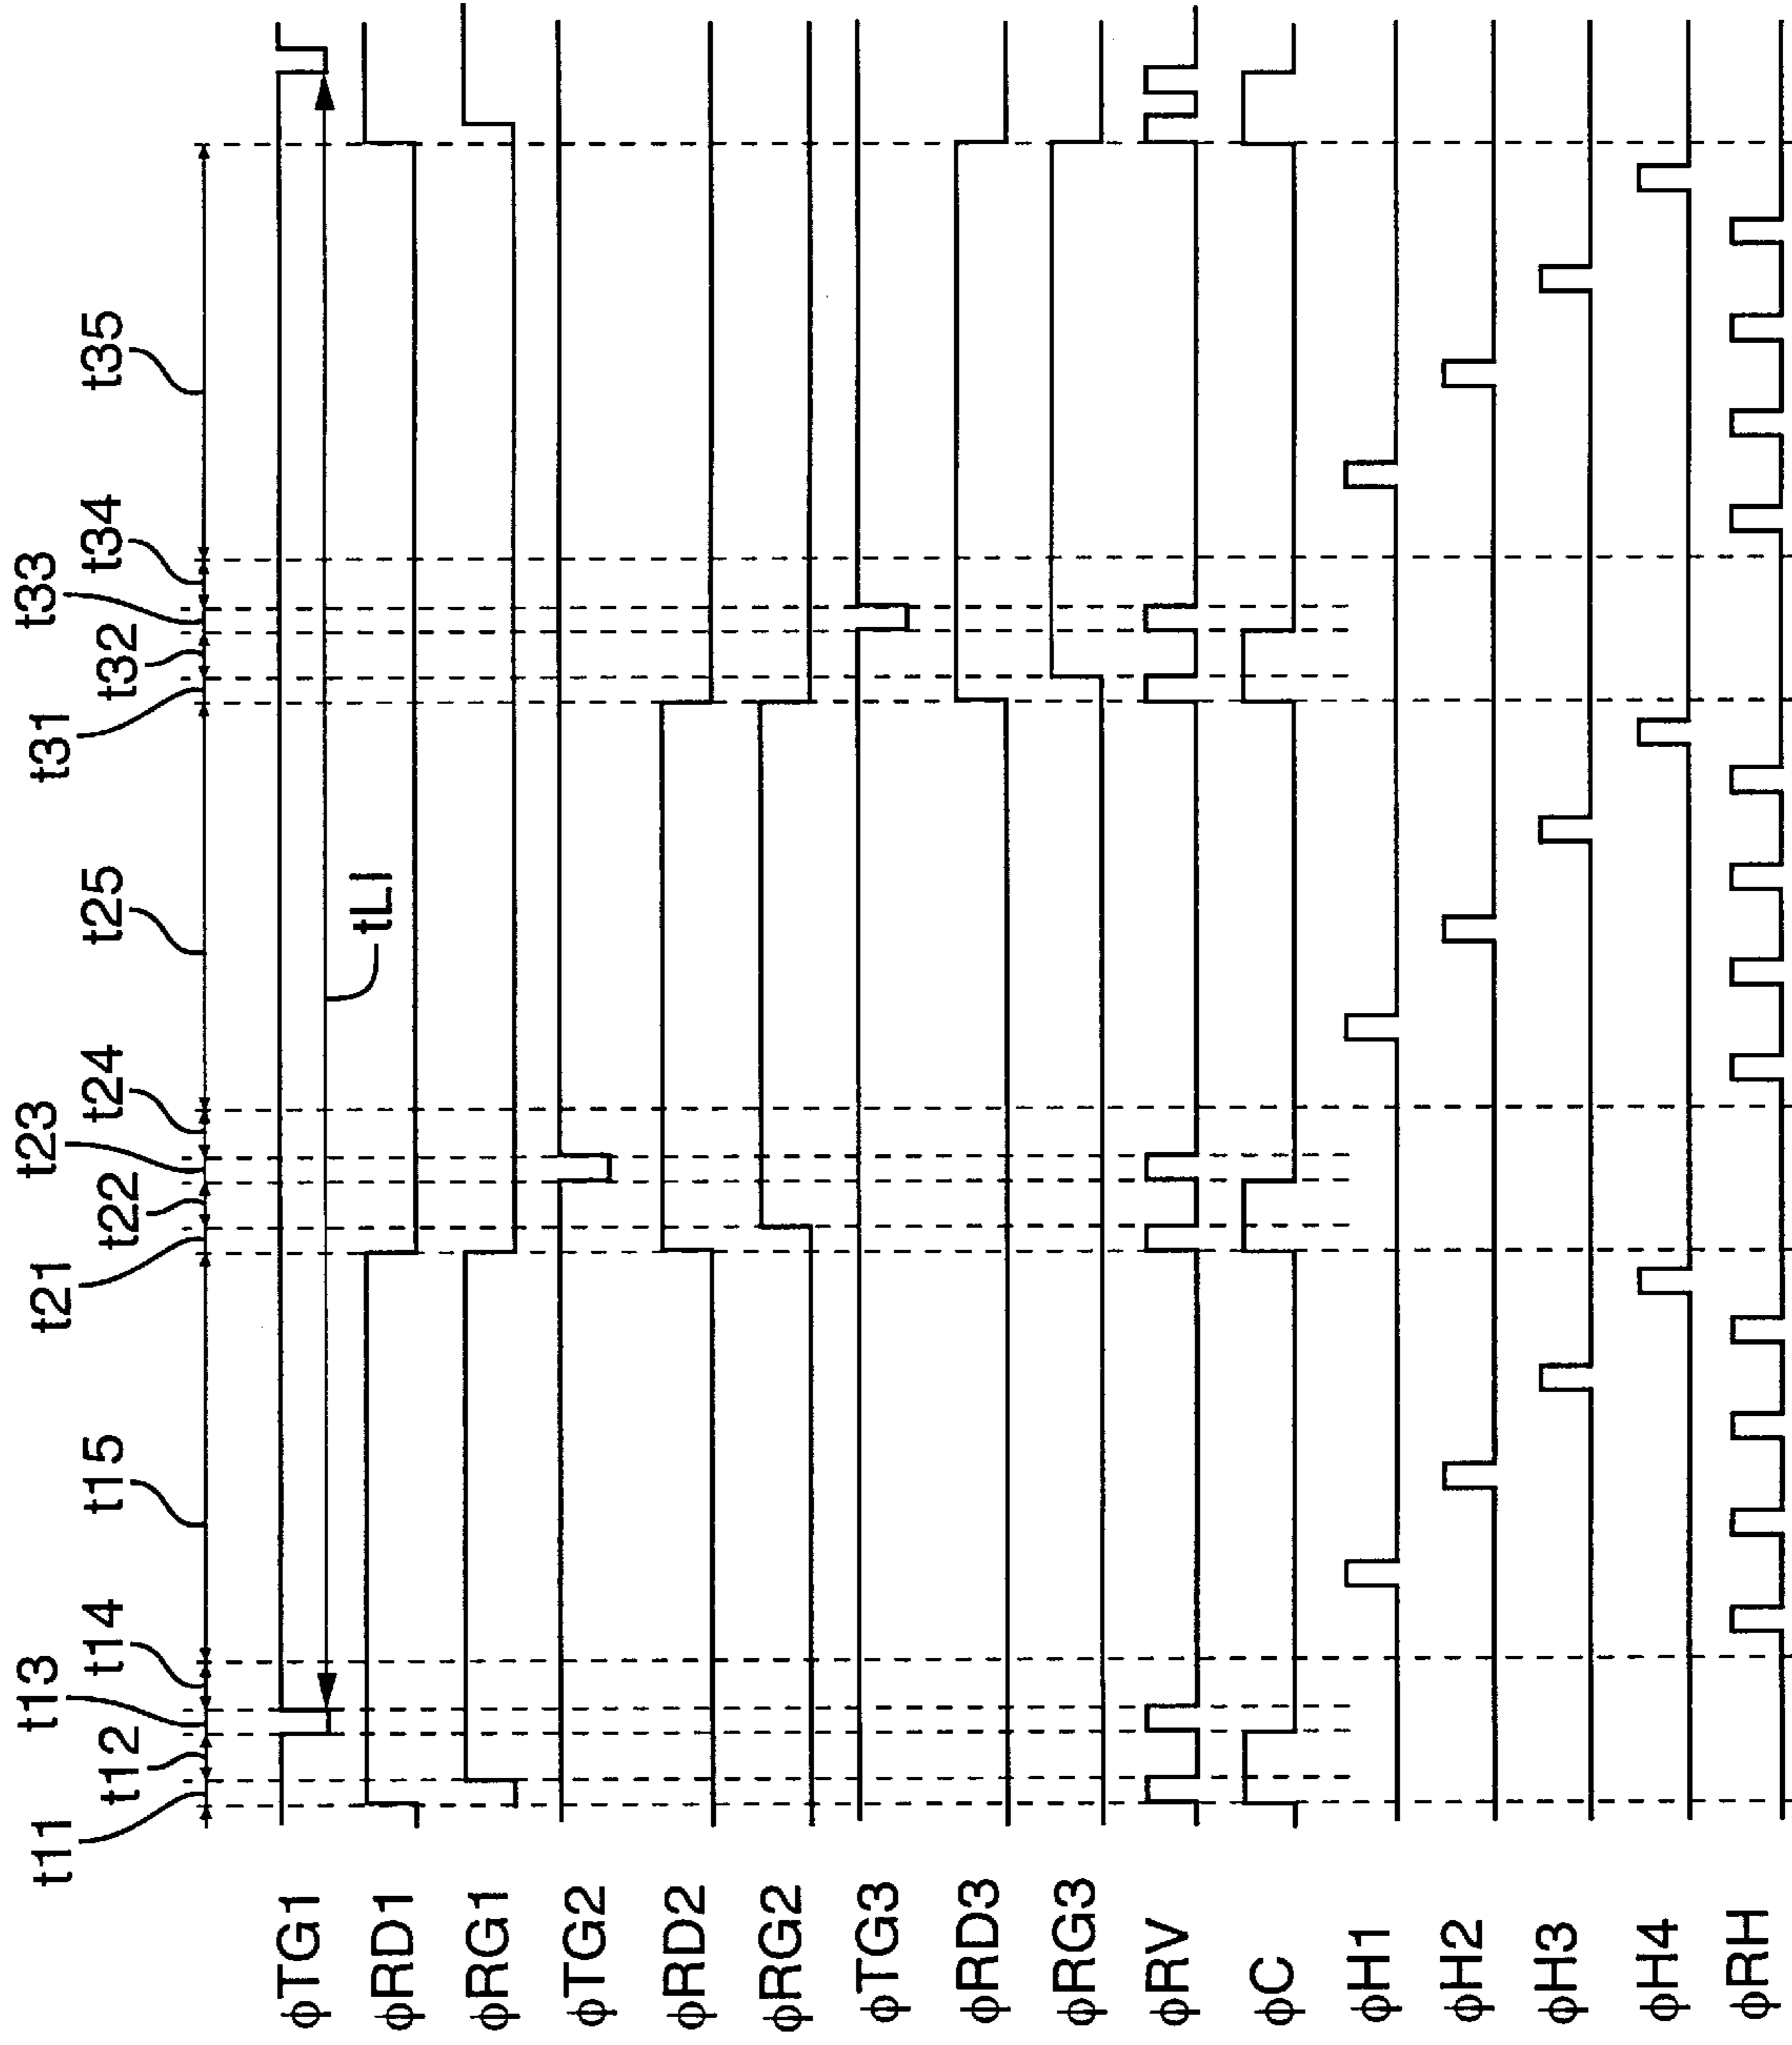 t11
t12
t13
t14
t15
t21
t22
t23
t24
t25
t31
t32
t33
t34
t35
tLI
φTG1
φRD1
φRG1
φTG2
φRD2
φRG2
φTG3
φRD3
φRG3
φRV
φC
φH1
φH2
φH3
φH4
φRH